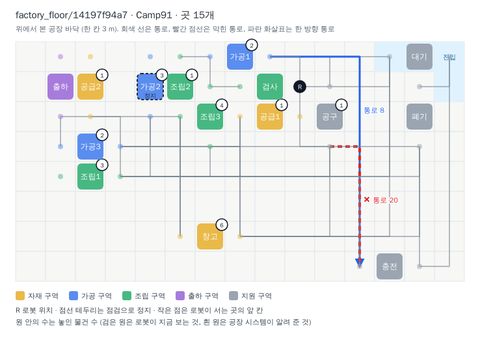 factory_floor/14197f94a7 · Camp91 · 곳 15개
위에서 본 공장 바닥 (한 칸 3 m). 회색 선은 통로, 빨간 점선은 막힌 통로, 파란 화살표는 한 방향 통로
가공1 2
대기
진입
출하
공급2 1
가공2 3
정지
조립2 1
검사
R
조립3 4
공급1 1
공구 1
통로 8
폐기
가공3 2
조립1 3
✕ 통로 20
창고 6
충전
자재 구역
가공 구역
조립 구역
출하 구역
지원 구역
R 로봇 위치 · 점선 테두리는 점검으로 정지 · 작은 점은 로봇이 서는 곳의 앞 칸
원 안의 수는 놓인 물건 수 (검은 원은 로봇이 지금 보는 것, 흰 원은 공장 시스템이 알려 준 것)